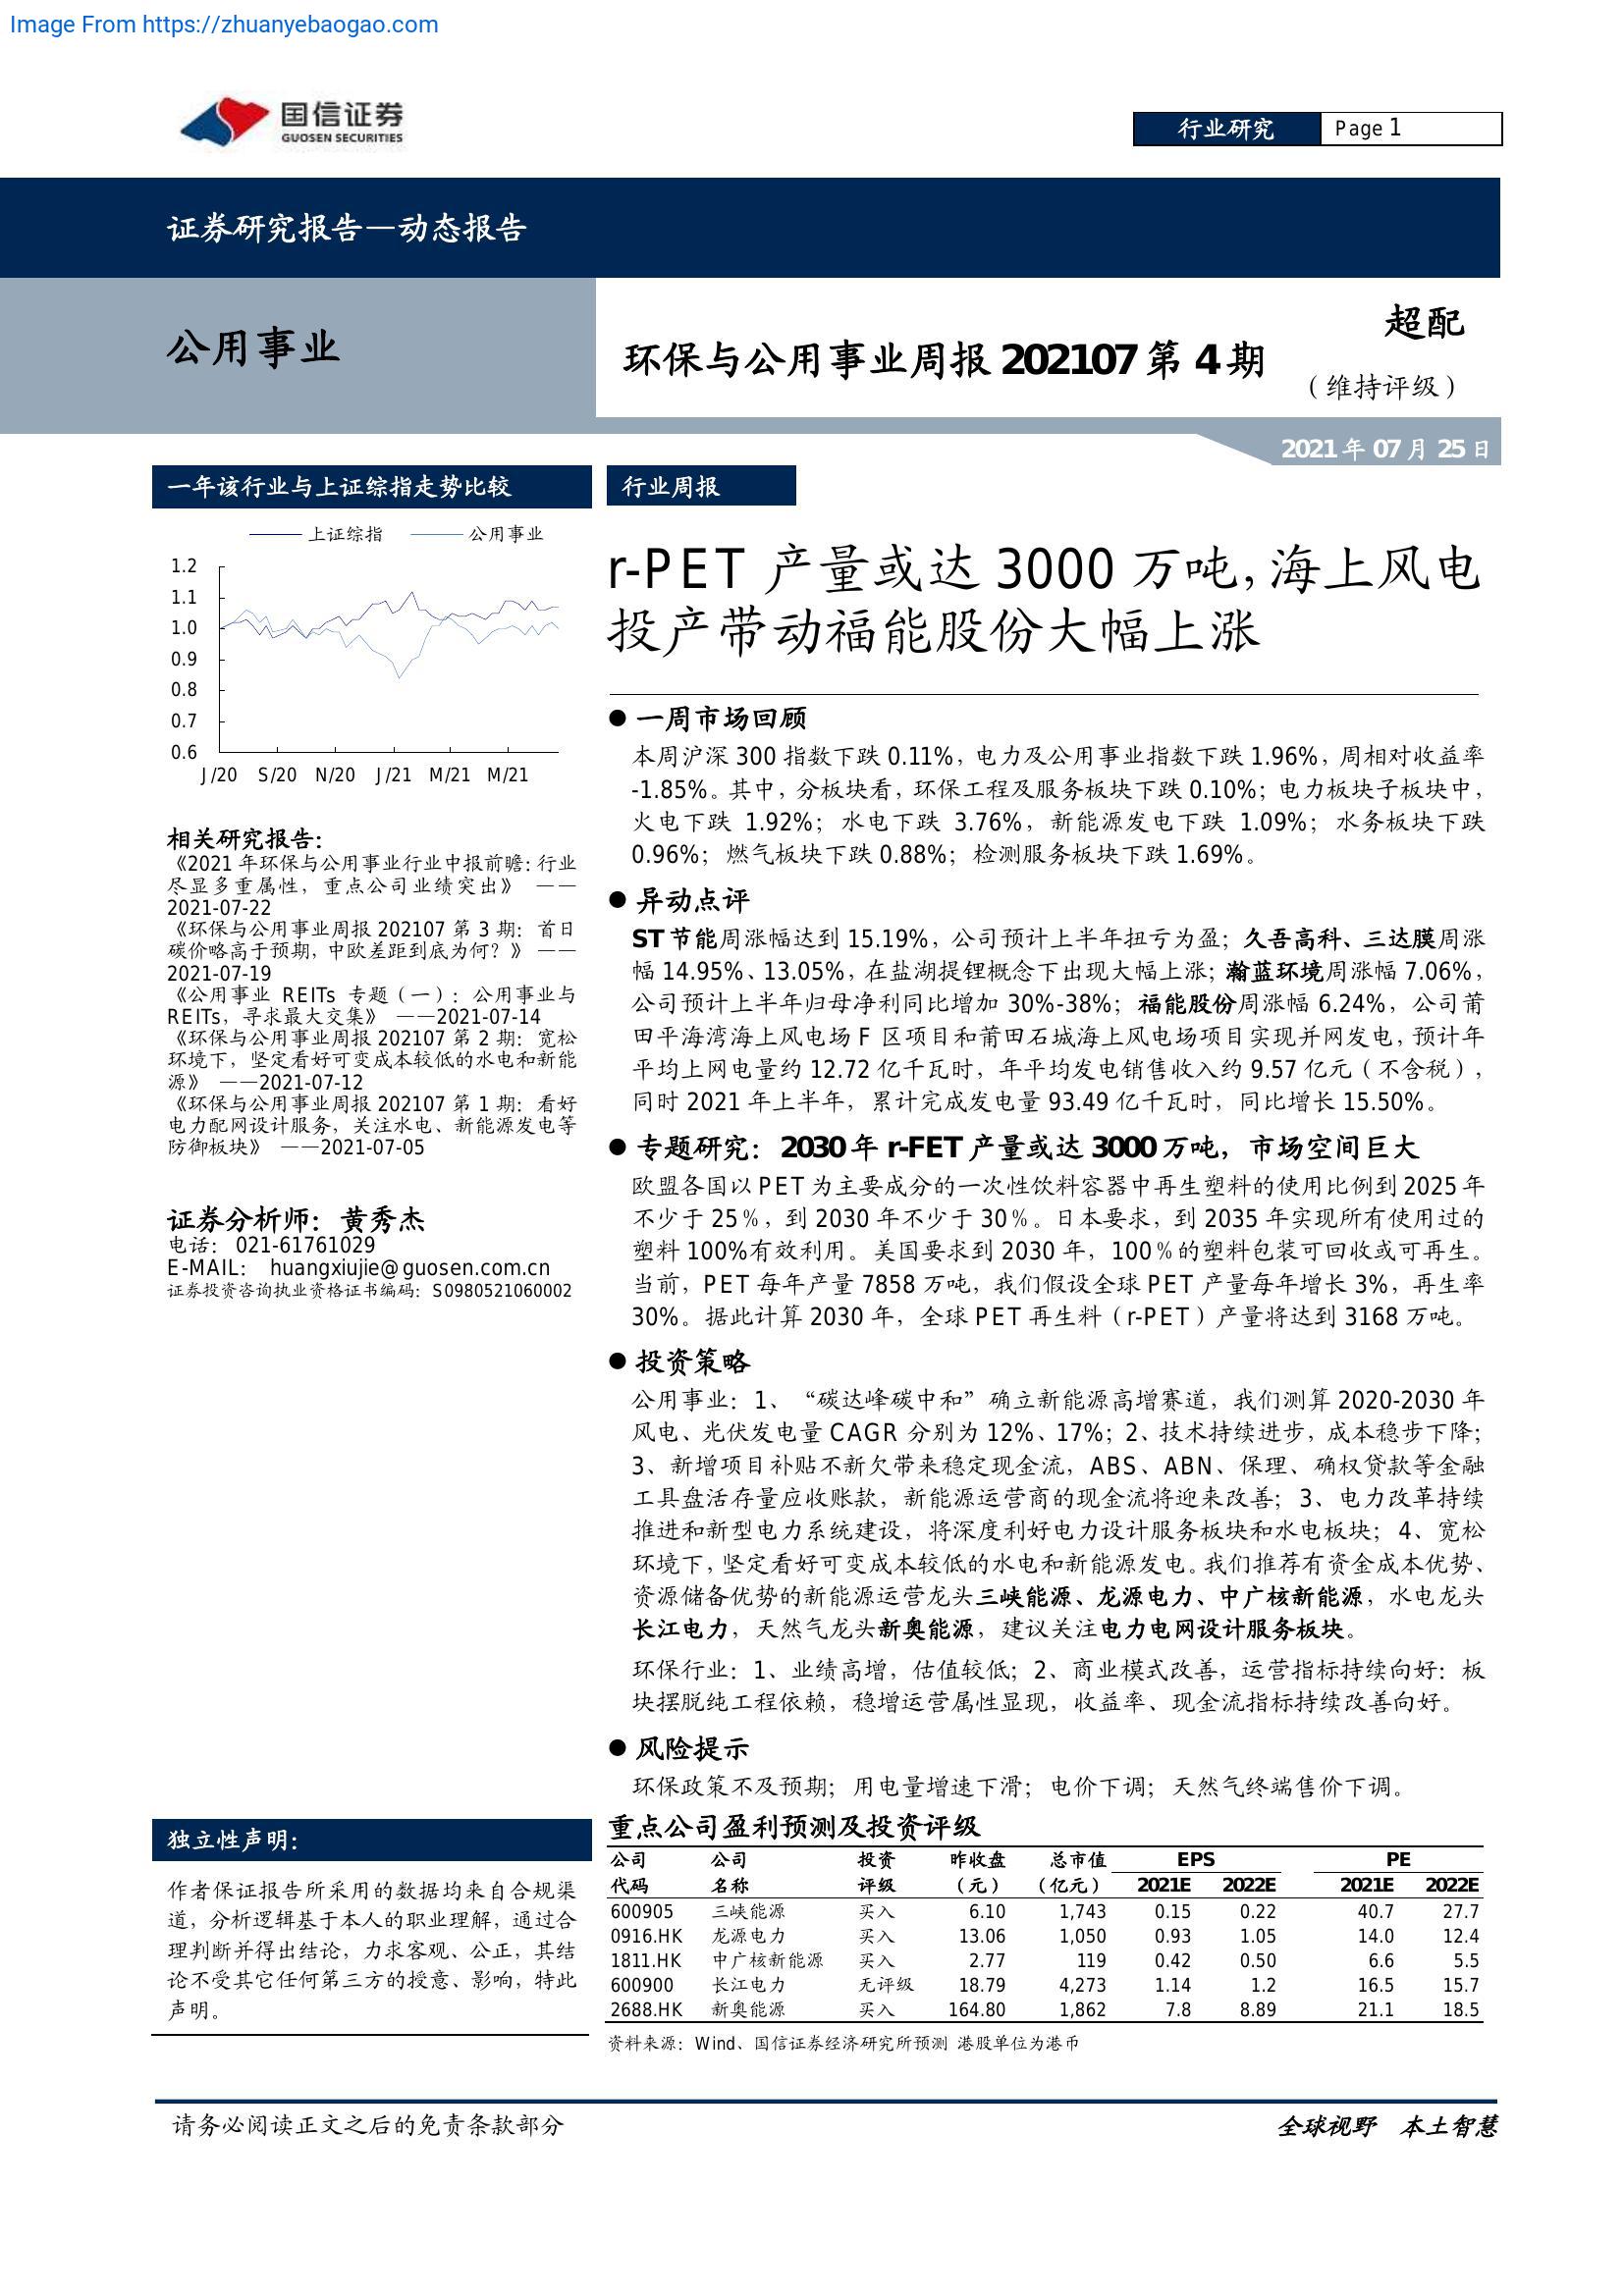 Image From https://zhuanyebaogao.com
国信证券
GUOSEN SECURITIES
行业研究
Page 1
证券研究报告—动态报告
公用事业
环保与公用事业周报 202107 第 4 期
超配
（维持评级）
2021 年 07 月 25 日
一年该行业与上证综指走势比较
上证综指 公用事业
1.2
1.1
1.0
0.9
0.8
0.7
0.6
J/20 S/20 N/20 J/21 M/21 M/21
相关研究报告：
《2021 年环保与公用事业行业中报前瞻：行业
尽显多重属性，重点公司业绩突出》 ——
2021-07-22
《环保与公用事业周报 202107 第 3 期：首日
碳价略高于预期，中欧差距到底为何？》 ——
2021-07-19
《公用事业 REITs 专题（一）：公用事业与
REITs，寻求最大交集》 ——2021-07-14
《环保与公用事业周报 202107 第 2 期：宽松
环境下，坚定看好可变成本较低的水电和新能
源》 ——2021-07-12
《环保与公用事业周报 202107 第 1 期：看好
电力配网设计服务，关注水电、新能源发电等
防御板块》 ——2021-07-05
证券分析师：黄秀杰
电话： 021-61761029
E-MAIL： huangxiujie@guosen.com.cn
证券投资咨询执业资格证书编码：S0980521060002
独立性声明：
作者保证报告所采用的数据均来自合规渠
道，分析逻辑基于本人的职业理解，通过合
理判断并得出结论，力求客观、公正，其结
论不受其它任何第三方的授意、影响，特此
声明。
行业周报
r-PET 产量或达 3000 万吨，海上风电
投产带动福能股份大幅上涨
● 一周市场回顾
本周沪深 300 指数下跌 0.11%，电力及公用事业指数下跌 1.96%，周相对收益率
-1.85%。其中，分板块看，环保工程及服务板块下跌 0.10%；电力板块子板块中，
火电下跌 1.92%；水电下跌 3.76%，新能源发电下跌 1.09%；水务板块下跌
0.96%；燃气板块下跌 0.88%；检测服务板块下跌 1.69%。
● 异动点评
ST 节能周涨幅达到 15.19%，公司预计上半年扭亏为盈；久吾高科、三达膜周涨
幅 14.95%、13.05%，在盐湖提锂概念下出现大幅上涨；瀚蓝环境周涨幅 7.06%，
公司预计上半年归母净利同比增加 30%-38%；福能股份周涨幅 6.24%，公司莆
田平海湾海上风电场 F 区项目和莆田石城海上风电场项目实现并网发电，预计年
平均上网电量约 12.72 亿千瓦时，年平均发电销售收入约 9.57 亿元（不含税），
同时 2021 年上半年，累计完成发电量 93.49 亿千瓦时，同比增长 15.50%。
● 专题研究：2030 年 r-FET 产量或达 3000 万吨，市场空间巨大
欧盟各国以 PET 为主要成分的一次性饮料容器中再生塑料的使用比例到 2025 年
不少于 25％，到 2030 年不少于 30％。日本要求，到 2035 年实现所有使用过的
塑料 100%有效利用。美国要求到 2030 年，100％的塑料包装可回收或可再生。
当前，PET 每年产量 7858 万吨，我们假设全球 PET 产量每年增长 3%，再生率
30%。据此计算 2030 年，全球 PET 再生料（r-PET）产量将达到 3168 万吨。
● 投资策略
公用事业：1、“碳达峰碳中和”确立新能源高增赛道，我们测算 2020-2030 年
风电、光伏发电量 CAGR 分别为 12%、17%；2、技术持续进步，成本稳步下降；
3、新增项目补贴不新欠带来稳定现金流，ABS、ABN、保理、确权贷款等金融
工具盘活存量应收账款，新能源运营商的现金流将迎来改善；3、电力改革持续
推进和新型电力系统建设，将深度利好电力设计服务板块和水电板块；4、宽松
环境下，坚定看好可变成本较低的水电和新能源发电。我们推荐有资金成本优势、
资源储备优势的新能源运营龙头三峡能源、龙源电力、中广核新能源，水电龙头
长江电力，天然气龙头新奥能源，建议关注电力电网设计服务板块。
环保行业：1、业绩高增，估值较低；2、商业模式改善，运营指标持续向好：板
块摆脱纯工程依赖，稳增运营属性显现，收益率、现金流指标持续改善向好。
● 风险提示
环保政策不及预期；用电量增速下滑；电价下调；天然气终端售价下调。
重点公司盈利预测及投资评级
公司 公司 投资 昨收盘 总市值 EPS PE
代码 名称 评级 （元） （亿元） 2021E 2022E 2021E 2022E
600905 三峡能源 买入 6.10 1,743 0.15 0.22 40.7 27.7
0916.HK 龙源电力 买入 13.06 1,050 0.93 1.05 14.0 12.4
1811.HK 中广核新能源 买入 2.77 119 0.42 0.50 6.6 5.5
600900 长江电力 无评级 18.79 4,273 1.14 1.2 16.5 15.7
2688.HK 新奥能源 买入 164.80 1,862 7.8 8.89 21.1 18.5
资料来源：Wind、国信证券经济研究所预测 港股单位为港币
请务必阅读正文之后的免责条款部分
全球视野 本土智慧